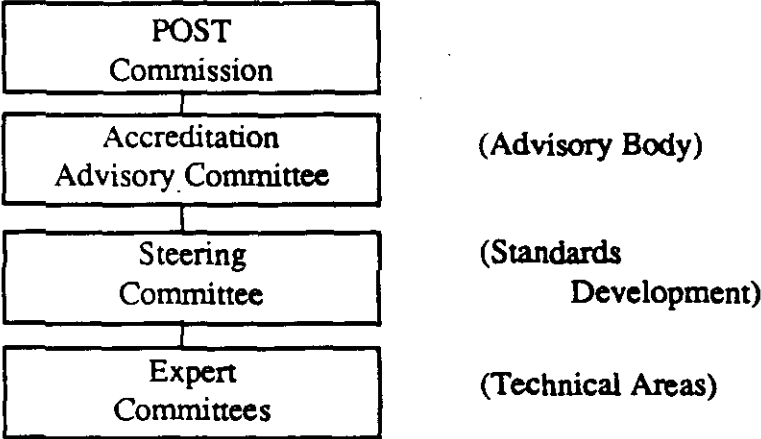 POST
Commission
Accreditation
Advisory Committee
(Advisory Body)
Steering
Committee
(Standards
Development)
Expert
Committees
(Technical Areas)